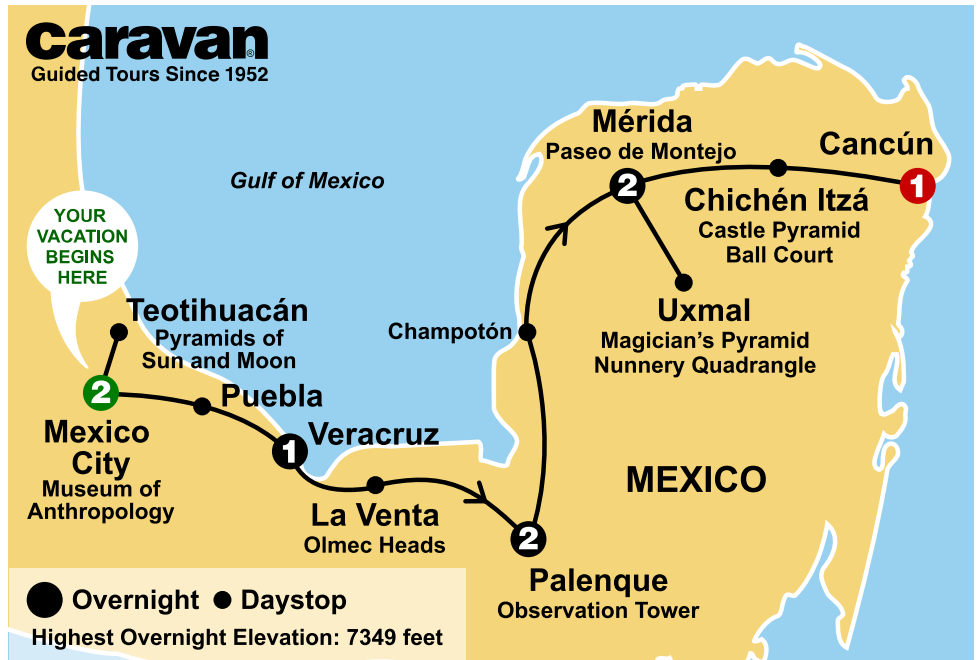 caravan®
Guided Tours Since 1952
Gulf of Mexico
YOUR
VACATION
BEGINS
HERE
Teotihuacán
Pyramids of
Sun and Moon
2
Mexico
City
Museum of
Anthropology
Puebla
1
Veracruz
La Venta
Olmec Heads
2
Palenque
Observation Tower
Champotón
Mérida
Paseo de Montejo
2
Uxmal
Magician's Pyramid
Nunnery Quadrangle
Chichén Itzá
Castle Pyramid
Ball Court
Cancún
1
MEXICO
Overnight Daystop
Highest Overnight Elevation: 7349 feet